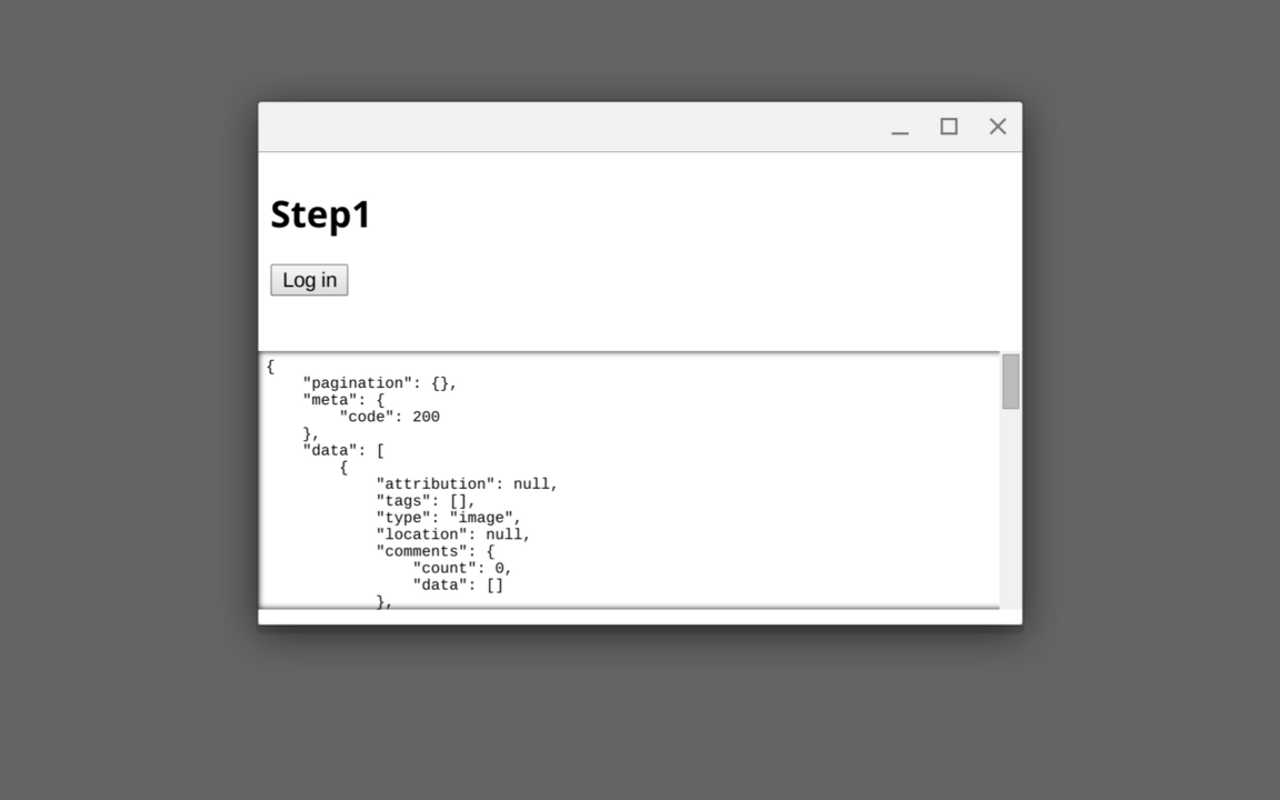 Step1
Log in
{
    "pagination": {},
    "meta": {
        "code": 200
    },
    "data": [
        {
            "attribution": null,
            "tags": [],
            "type": "image",
            "location": null,
            "comments": {
                "count": 0,
                "data": []
            },